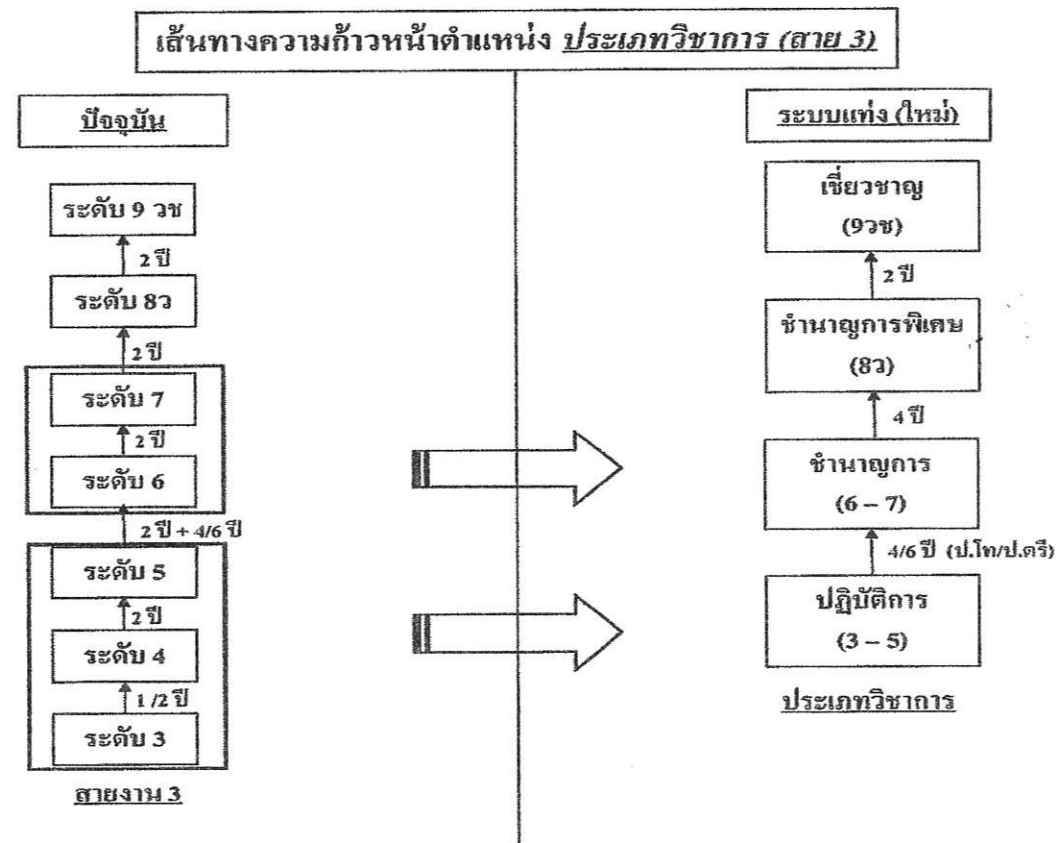 เส้นทางความก้าวหน้าตำแหน่ง ประเภทวิชาการ (สาย 3)
ปัจจุบัน
ระดับ 9 วช
2 ปี
ระดับ 8ว
2 ปี
ระดับ 7
2 ปี
ระดับ 6
2 ปี + 4/6 ปี
ระดับ 5
2 ปี
ระดับ 4
1 /2 ปี
ระดับ 3
สายงาน 3
ระบบแท่ง (ใหม่)
เชี่ยวชาญ
(9วช)
2 ปี
ชำนาญการพิเศษ
(8ว)
4 ปี
ชำนาญการ
(6 – 7)
4/6 ปี (ป.โท/ป.ตรี)
ปฏิบัติการ
(3 – 5)
ประเภทวิชาการ